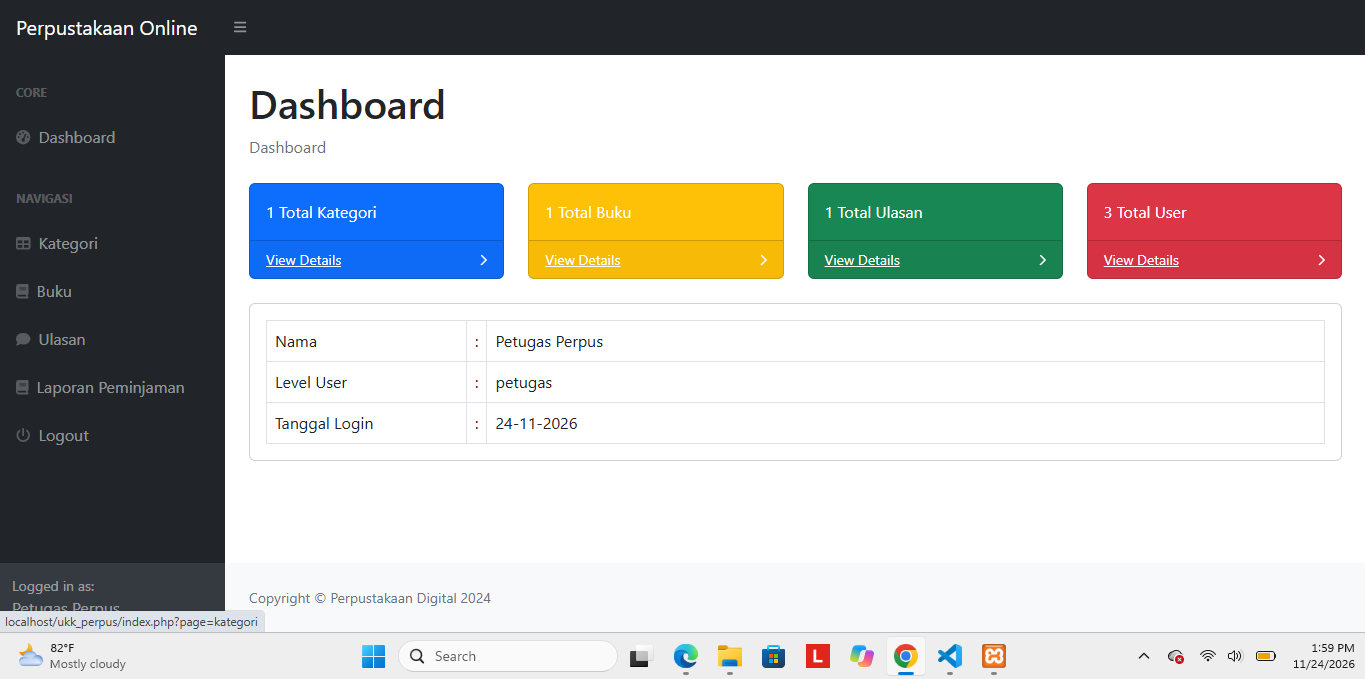 Perpustakaan Online
CORE
Dashboard
NAVIGASI
Kategori
Buku
Ulasan
Laporan Peminjaman
Logout
Logged in as:
Petugas Perpus
localhost/ukk_perpus/index.php?page=kategori
Dashboard
Dashboard
1 Total Kategori
View Details
1 Total Buku
View Details
1 Total Ulasan
View Details
3 Total User
View Details
Nama : Petugas Perpus
Level User : petugas
Tanggal Login : 24-11-2026
Copyright © Perpustakaan Digital 2024
82°F
Mostly cloudy
Search
L
1:59 PM
11/24/2026